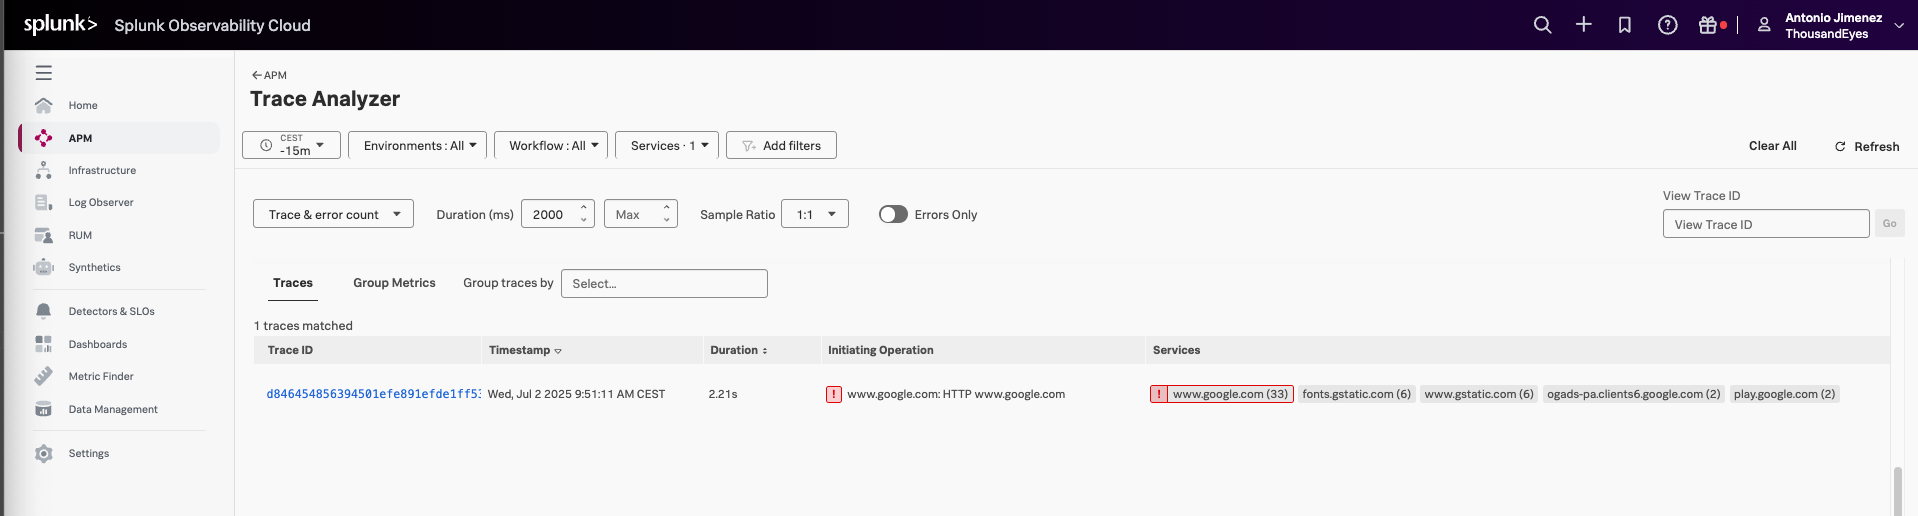 splunk> Splunk Observability Cloud
Antonio Jimenez
ThousandEyes
Home
APM
Infrastructure
Log Observer
RUM
Synthetics
Detectors & SLOs
Dashboards
Metric Finder
Data Management
Settings
APM
Trace Analyzer
CEST
-15m
Environments : All
Workflow : All
Services · 1
Add filters
Clear All
Refresh
Trace & error count
Duration (ms)
2000
Max
Sample Ratio
1:1
Errors Only
View Trace ID
View Trace ID
Go
Traces
Group Metrics
Group traces by
Select...
1 traces matched
Trace ID Timestamp Duration Initiating Operation Services
d846454856394501efe891efde1ff5 Wed, Jul 2 2025 9:51:11 AM CEST 2.21s ! www.google.com: HTTP www.google.com ! www.google.com (33) fonts.gstatic.com (6) www.gstatic.com (6) ogads-pa.clients6.google.com (2) play.google.com (2)